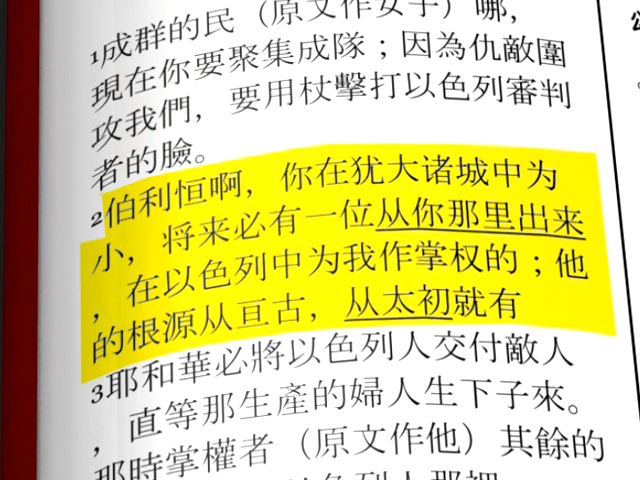 1成群的民（原文作女子）哪，
現在你要聚集成隊；因為仇敵圍
攻我們，要用杖擊打以色列審判
者的臉。
2伯利恒啊，你在犹大诸城中为
小，将来必有一位从你那里出来
，在以色列中为我作掌权的；他
的根源从亘古，从太初就有
3耶和華必將以色列人交付敵人
，直等那生產的婦人生下子來。
那時掌權者（原文作他）其餘的